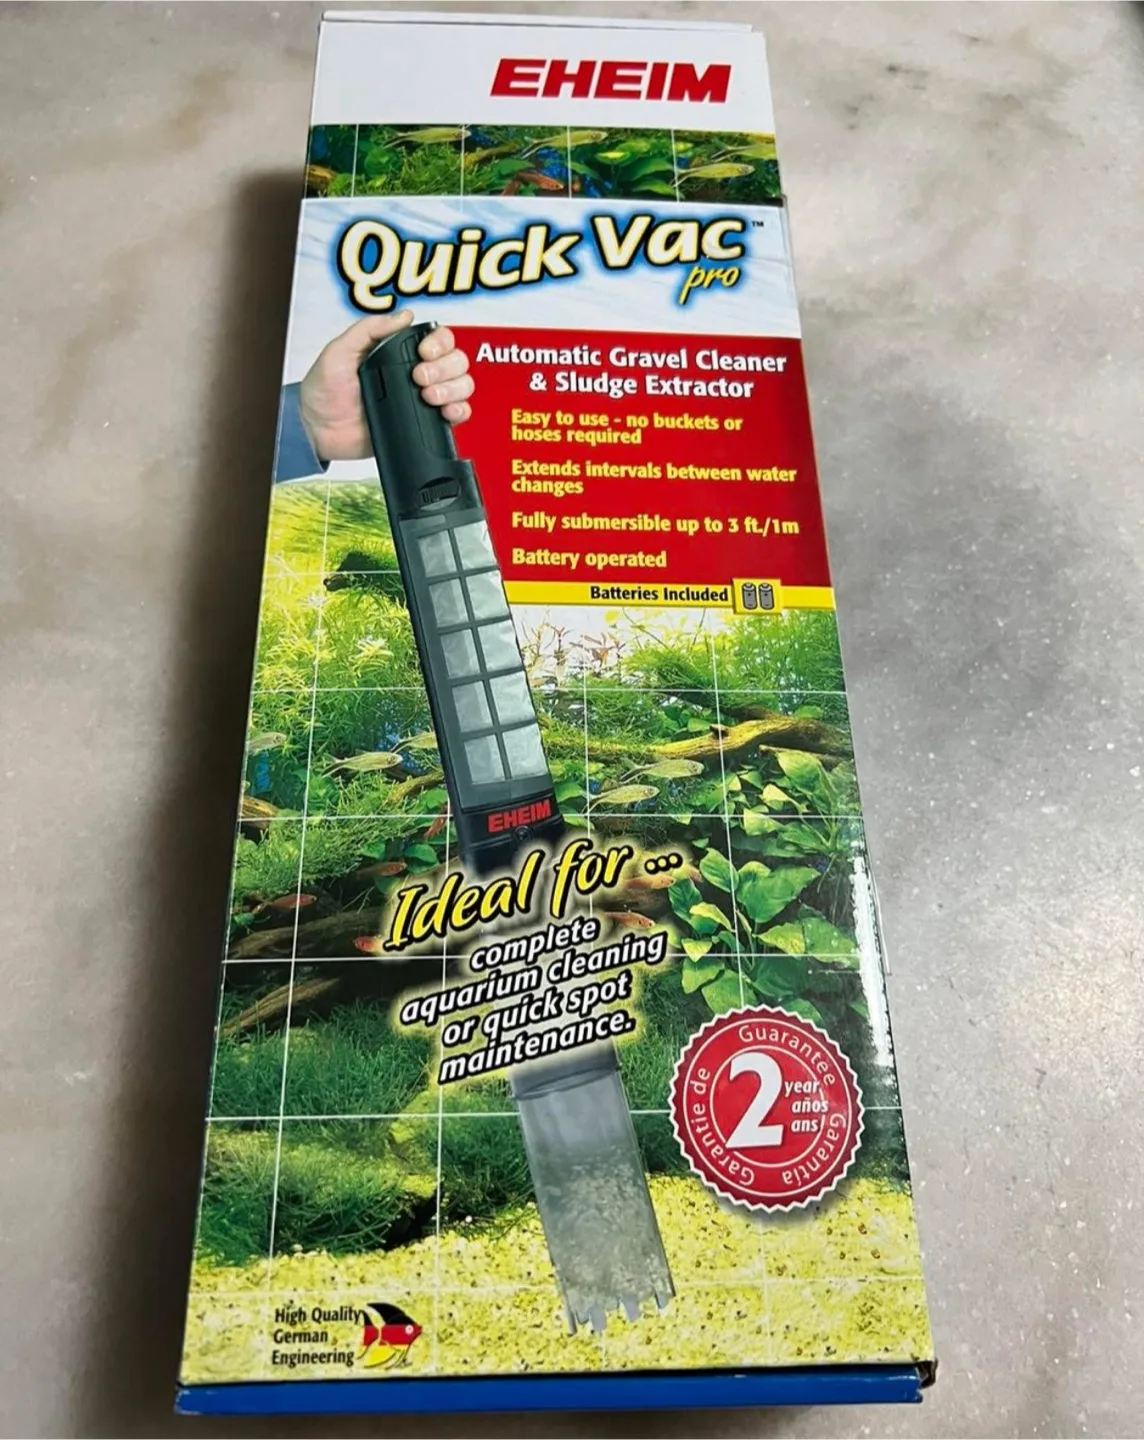 EHEIM
Quick Vac™
pro
Automatic Gravel Cleaner
& Sludge Extractor
Easy to use - no buckets or
hoses required
Extends intervals between water
changes
Fully submersible up to 3 ft./1m
Battery operated
Batteries Included
EHEIM
Ideal for ...
complete
aquarium cleaning
or quick spot
maintenance.
Guarantee
Garantie de
2
year
años
ans
Garantía
Garantie
High Quality
German
Engineering